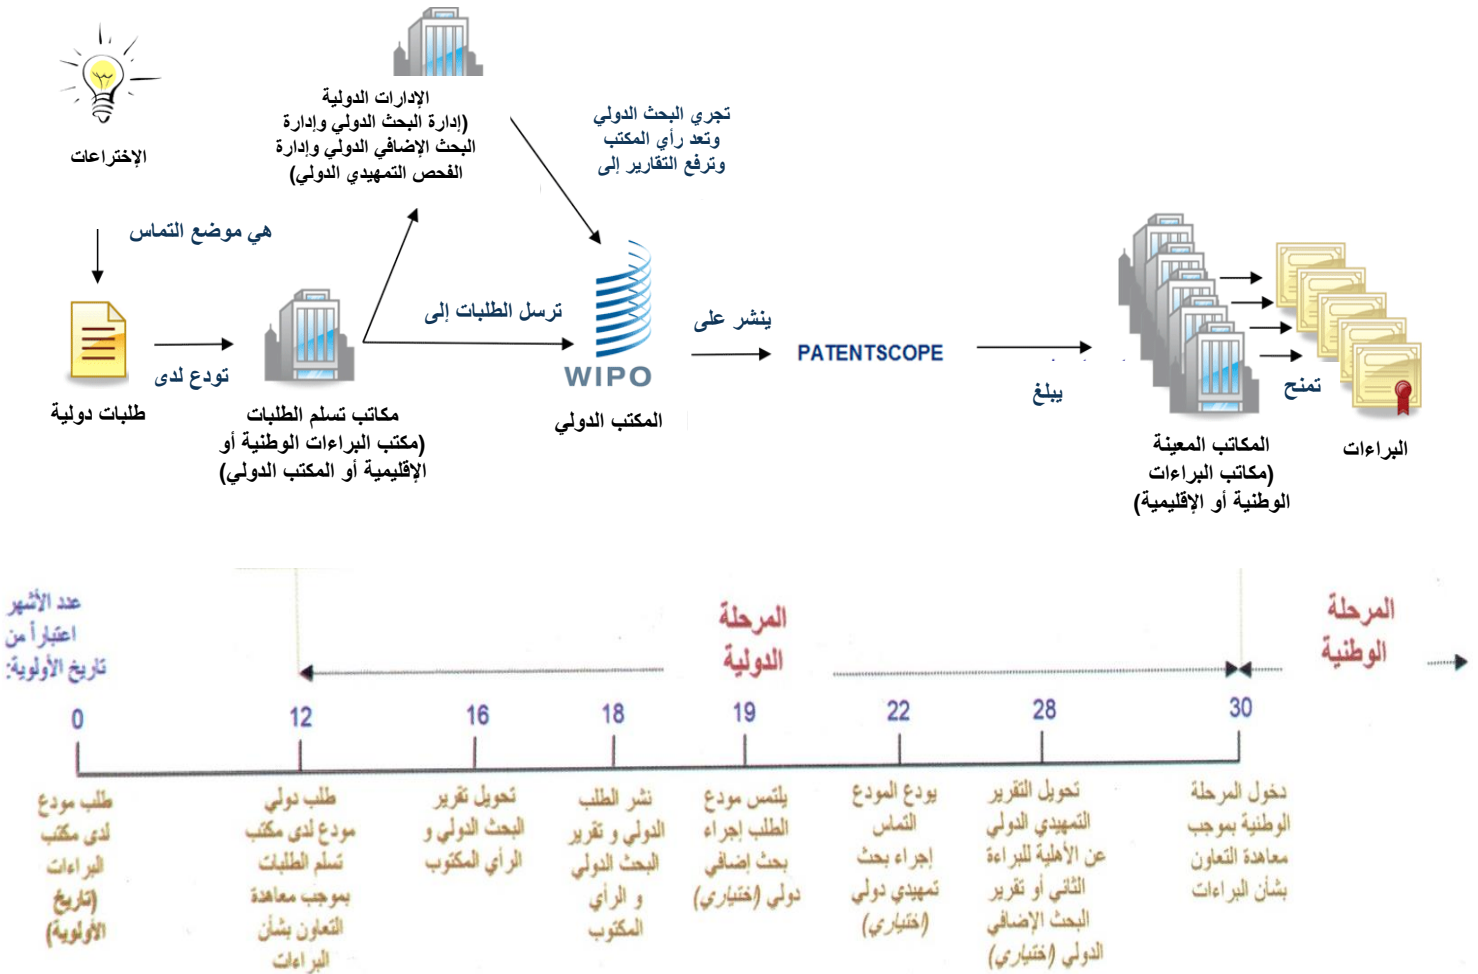 الإختراعات
هي موضع التماس
طلبات دولية
تودع لدى
مكاتب تسلم الطلبات
(مكتب البراءات الوطنية أو
الإقليمية أو المكتب الدولي)
الإدارات الدولية
(إدارة البحث الدولي وإدارة
البحث الإضافي الدولي وإدارة
الفحص التمهيدي الدولي)
تجري البحث الدولي
وتعد رأي المكتب
وترفع التقارير إلى
ترسل الطلبات إلى
WIPO
المكتب الدولي
ينشر على
PATENTSCOPE
يبلغ
المكاتب المعينة
(مكاتب البراءات
الوطنية أو الإقليمية)
تمنح
البراءات
عدد الأشهر
اعتباراً من
تاريخ الأولوية:
المرحلة
الدولية
المرحلة
الوطنية
0
12
16
18
19
22
28
30
طلب مودع
لدى مكتب
البراءات
(تاريخ
الأولوية)
طلب دولي
مودع لدى مكتب
تسلم الطلبات
بموجب معاهدة
التعاون بشأن
البراءات
تحويل تقرير
البحث الدولي و
الرأي المكتوب
نشر الطلب
الدولي و تقرير
البحث الدولي
و الرأي
المكتوب
يلتمس مودع
الطلب إجراء
بحث إضافي
دولي (اختياري)
يودع المودع
التماس
إجراء بحث
تمهيدي دولي
(اختياري)
تحويل التقرير
التمهيدي الدولي
عن الأهلية للبراءة
الثاني أو تقرير
البحث الإضافي
الدولي (اختياري)
دخول المرحلة
الوطنية بموجب
معاهدة التعاون
بشأن البراءات